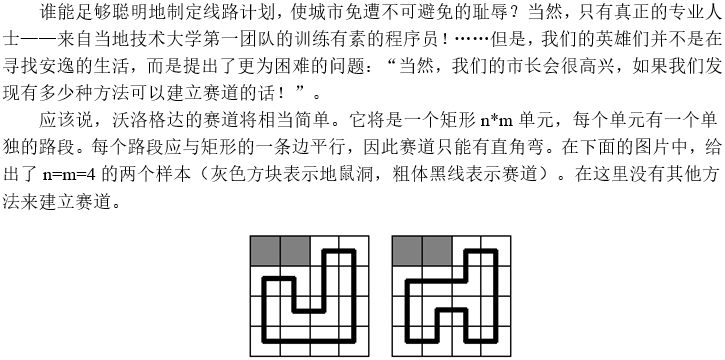 谁能足够聪明地制定线路计划，使城市免遭不可避免的耻辱？当然，只有真正的专业人
士——来自当地技术大学第一团队的训练有素的程序员！……但是，我们的英雄们并不是在
寻找安逸的生活，而是提出了更为困难的问题：“当然，我们的市长会很高兴，如果我们发
现有多少种方法可以建立赛道的话！”。
应该说，沃洛格达的赛道将相当简单。它将是一个矩形 n*m 单元，每个单元有一个单
独的路段。每个路段应与矩形的一条边平行，因此赛道只能有直角弯。在下面的图片中，给
出了 n=m=4 的两个样本（灰色方块表示地鼠洞，粗体黑线表示赛道）。在这里没有其他方
法来建立赛道。